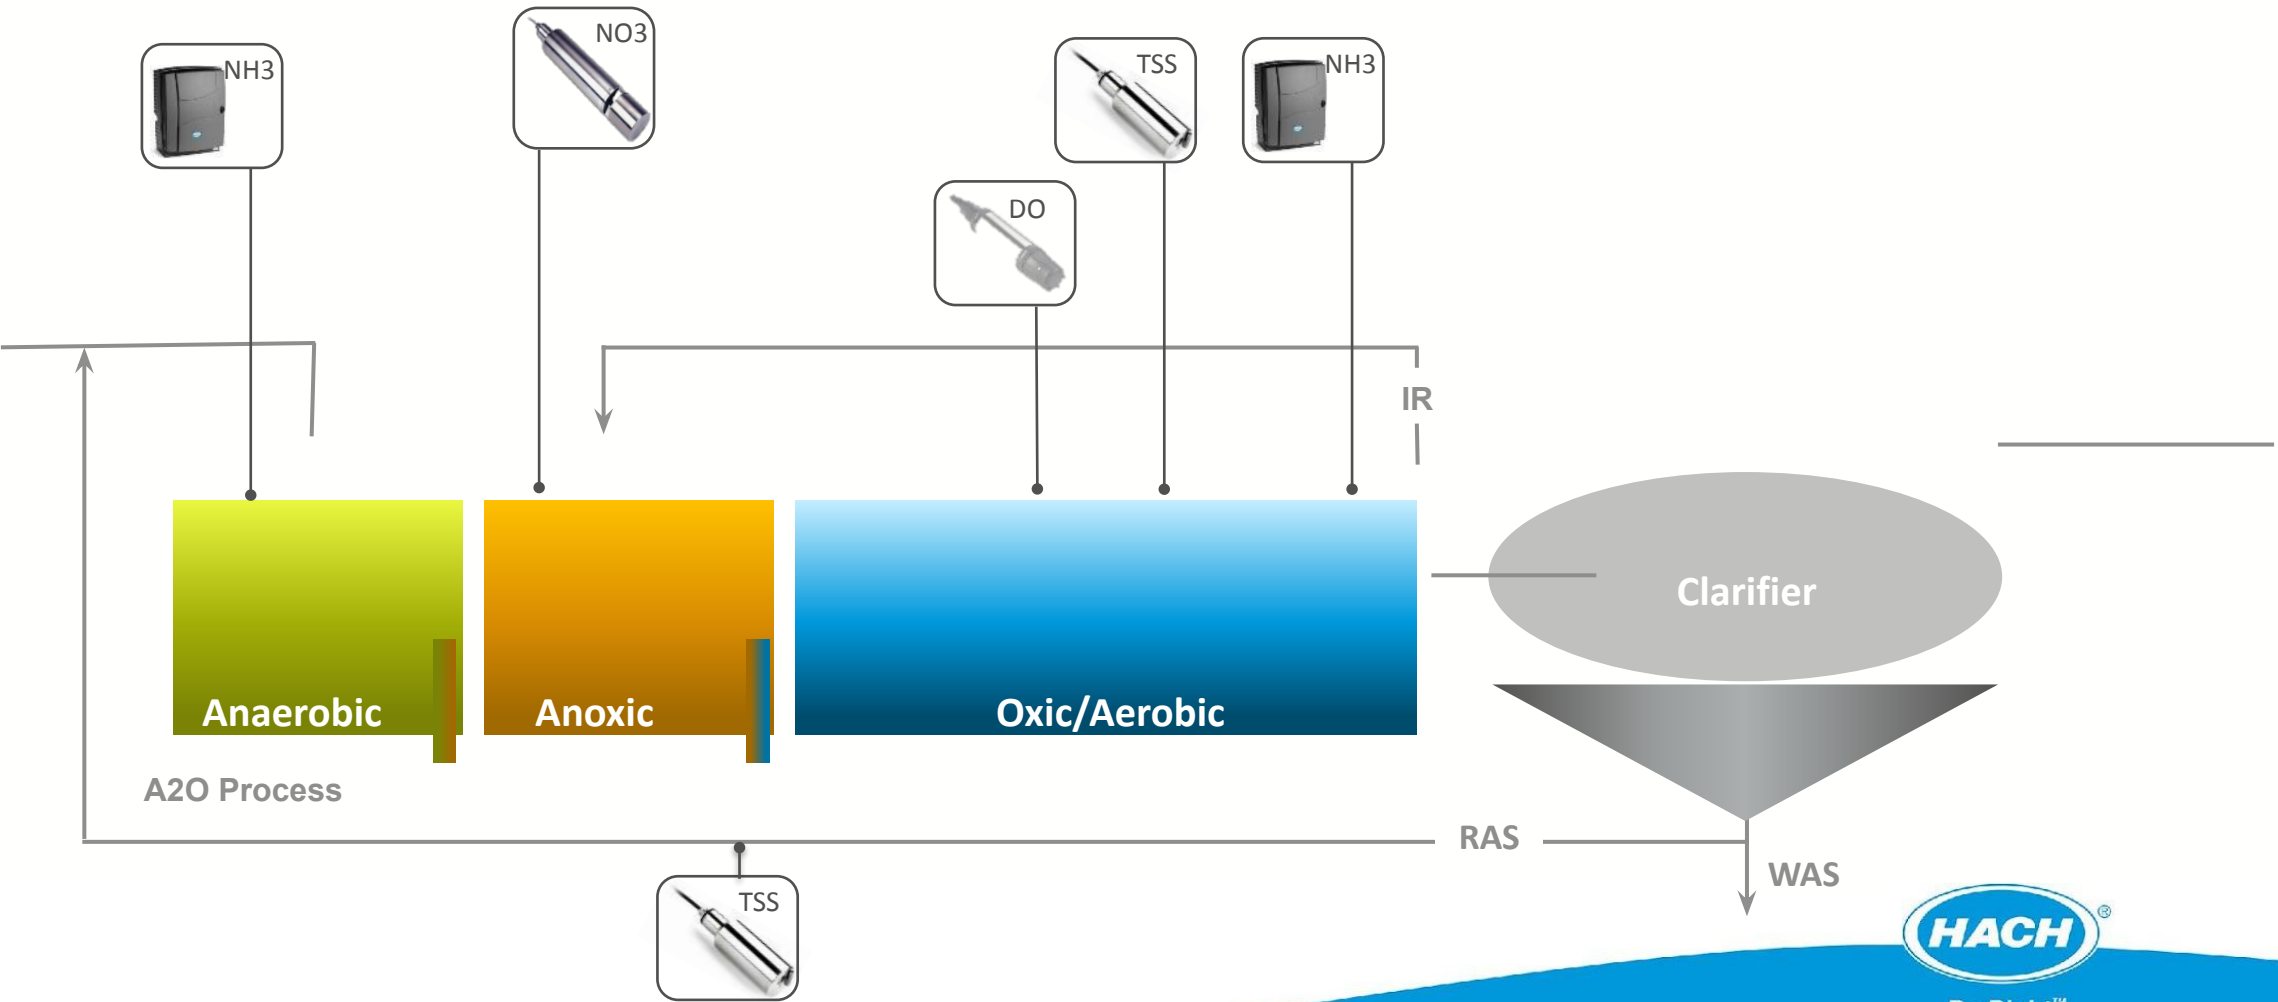 NO3
NH3
TSS
NH3
DO
IR
Clarifier
Anaerobic
Anoxic
Oxic/Aerobic
A2O Process
RAS
WAS
TSS
HACH®